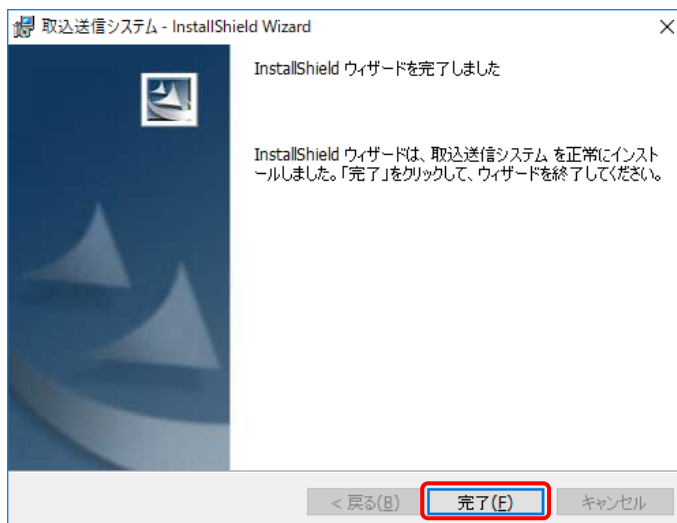 取込送信システム - InstallShield Wizard
InstallShield ウィザードを完了しました
InstallShield ウィザードは、取込送信システム を正常にインスト
ールしました。「完了」をクリックして、ウィザードを終了してください。
< 戻る(B) 完了(F) キャンセル